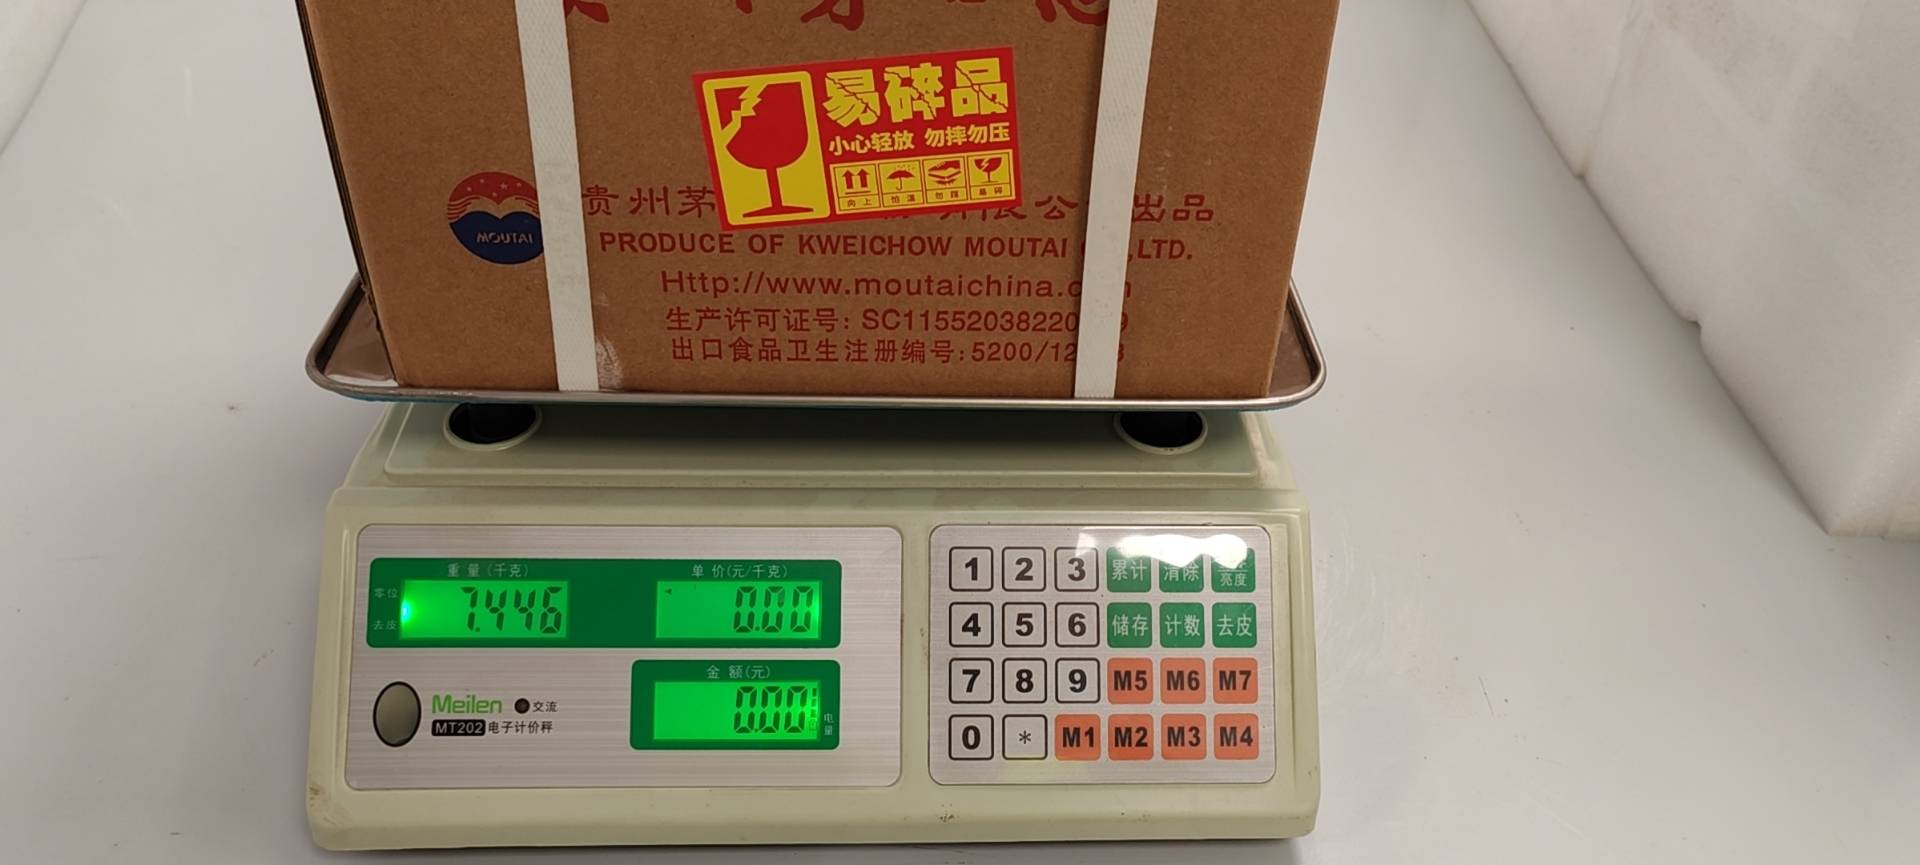 易碎品
小心轻放 勿摔勿压
向上 怕湿 勿踩 易碎
贵州茅 限公 出品
MOUTAI
PRODUCE OF KWEICHOW MOUTAI ,LTD.
Http://www.moutaichina.
生产许可证号: SC1155203822
出口食品卫生注册编号:5200/12
重量(千克)
单价(元/千克)
零位
去皮
7.446
0.00
金额(元)
0.00
电量
Meilen 交流
MT202 电子计价秤
1 2 3 累计 清除 亮度
4 5 6 储存 计数 去皮
7 8 9 M5 M6 M7
0 * M1 M2 M3 M4